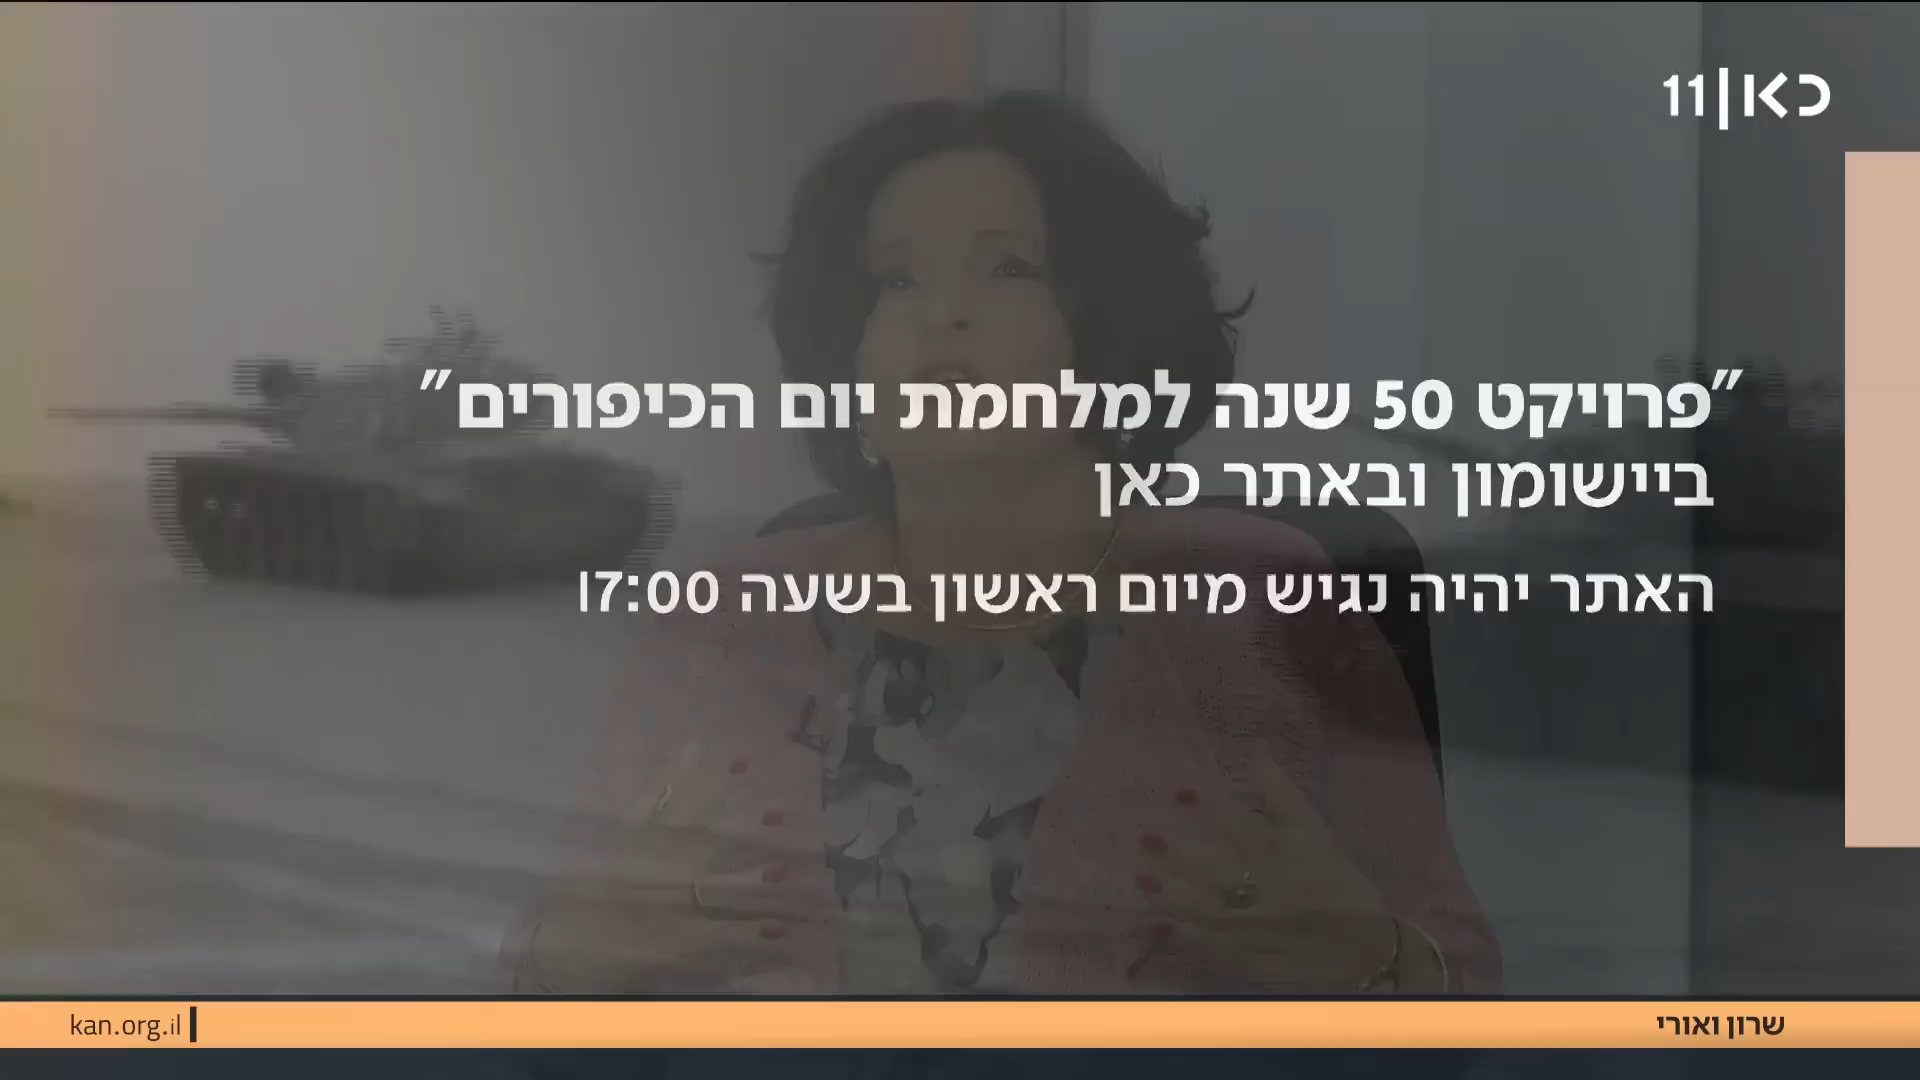 כאן|11
"פרויקט 50 שנה למלחמת יום הכיפורים"
ביישומון ובאתר כאן
האתר יהיה נגיש מיום ראשון בשעה 17:00
שרון ואורי
kan.org.il